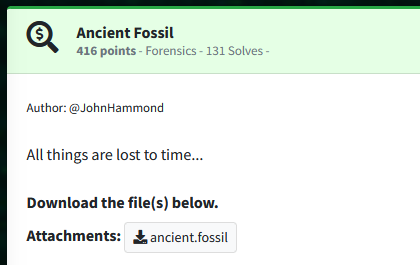 Ancient Fossil
416 points - Forensics - 131 Solves -
Author: @JohnHammond
All things are lost to time...
Download the file(s) below.
Attachments: ancient.fossil